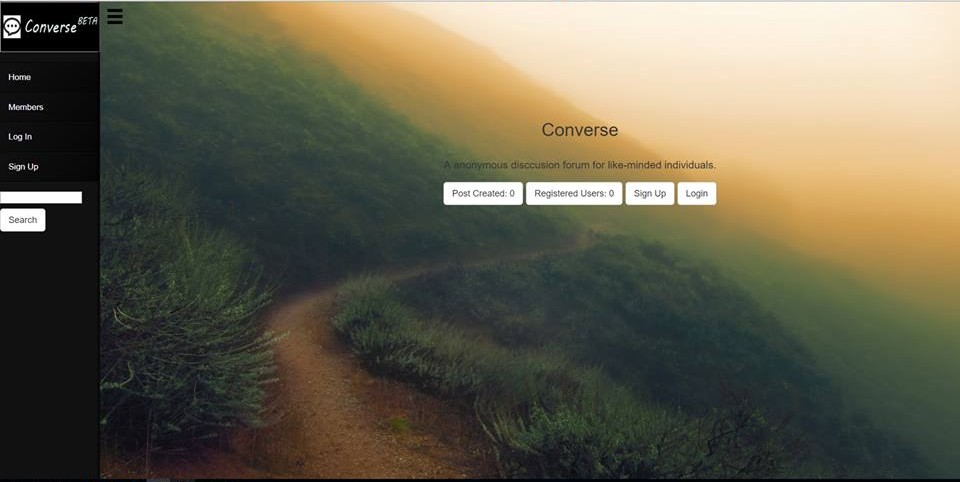 Converse BETA
Home
Members
Log In
Sign Up
Search
Converse
A anonymous disccusion forum for like-minded individuals.
Post Created: 0 Registered Users: 0 Sign Up Login